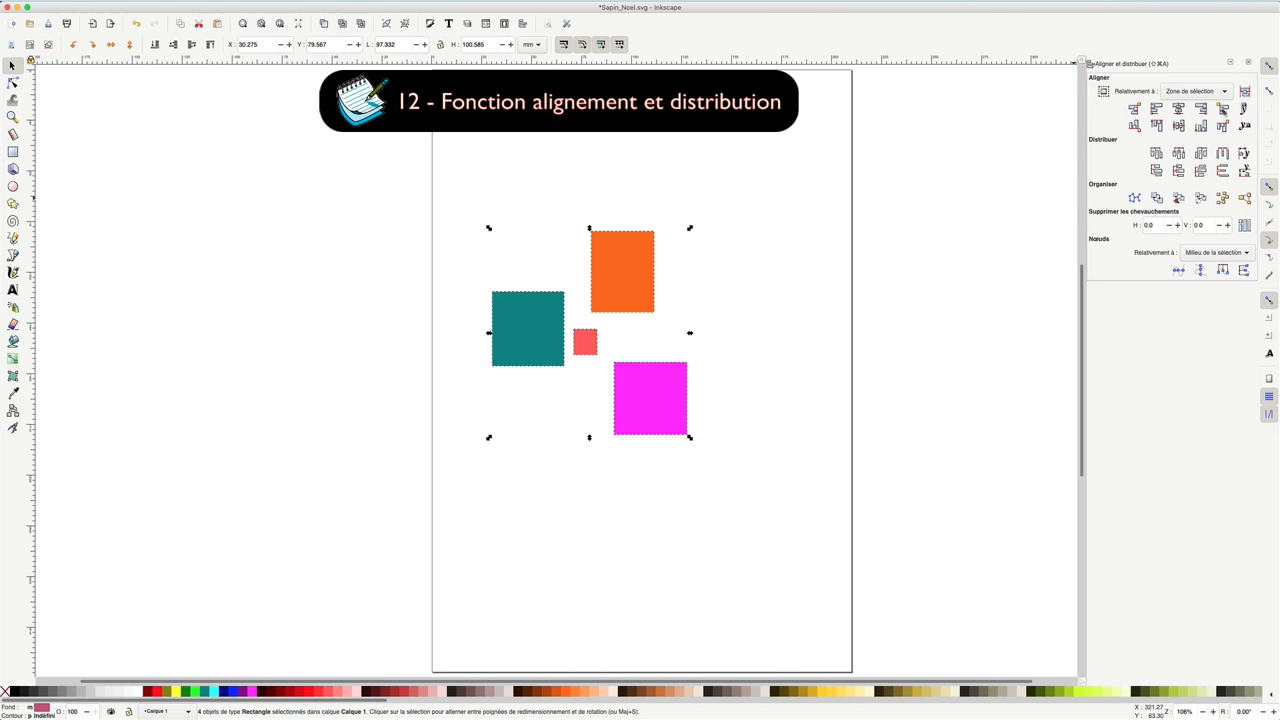 *Sapin_Noel.svg - Inkscape
X : 30.275 Y : 79.567 L : 97.332 H : 100.585 mm
12 - Fonction alignement et distribution
Aligner et distribuer (⇧⌘A)
Aligner
Relativement à : Zone de sélection
Distribuer
Organiser
Supprimer les chevauchements
H : 0.0 V : 0.0
Nœuds
Relativement à : Milieu de la sélection
Fond : m
Contour : p indéfini
O : 100
•Calque 1
4 objets de type Rectangle sélectionnés dans calque Calque 1. Cliquer sur la sélection pour alterner entre poignées de redimensionnement et de rotation (ou Maj+S).
X : 321.27
Y : 63.30
Z : 106%
R : 0.00°